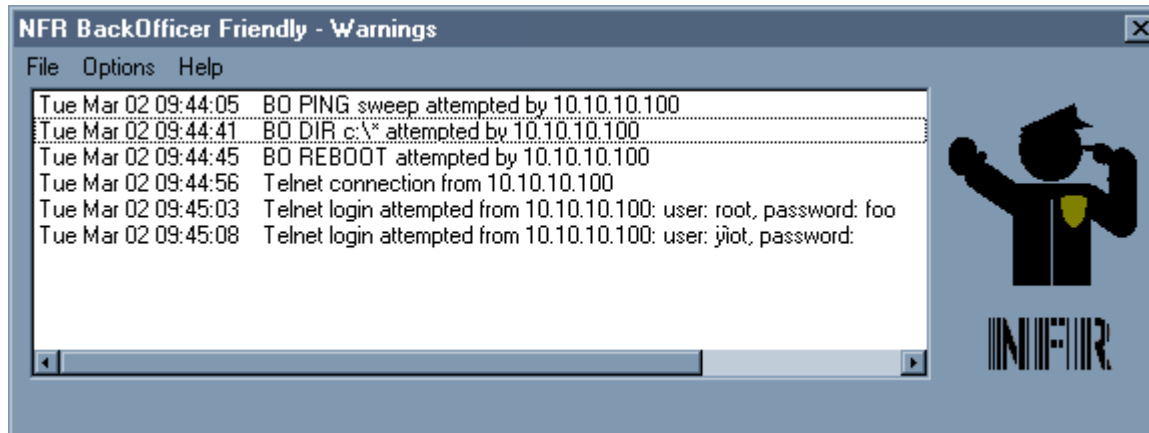 NFR BackOfficer Friendly - Warnings
File Options Help
Tue Mar 02 09:44:05 BO PING sweep attempted by 10.10.10.100
Tue Mar 02 09:44:41 BO DIR c:\* attempted by 10.10.10.100
Tue Mar 02 09:44:45 BO REBOOT attempted by 10.10.10.100
Tue Mar 02 09:44:56 Telnet connection from 10.10.10.100
Tue Mar 02 09:45:03 Telnet login attempted from 10.10.10.100: user: root, password: foo
Tue Mar 02 09:45:08 Telnet login attempted from 10.10.10.100: user: ÿìot, password:
NFR